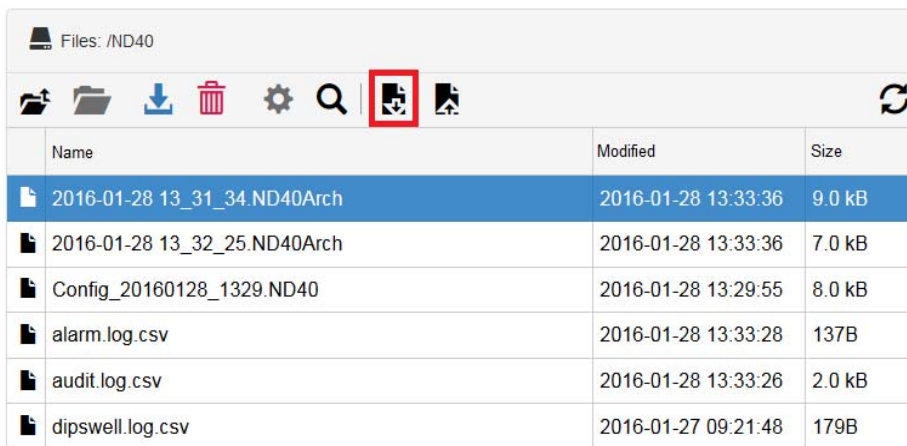 Files: /ND40
Name Modified Size
2016-01-28 13_31_34.ND40Arch 2016-01-28 13:33:36 9.0 kB
2016-01-28 13_32_25.ND40Arch 2016-01-28 13:33:36 7.0 kB
Config_20160128_1329.ND40 2016-01-28 13:29:55 8.0 kB
alarm.log.csv 2016-01-28 13:33:28 137B
audit.log.csv 2016-01-28 13:33:26 2.0 kB
dipswell.log.csv 2016-01-27 09:21:48 179B